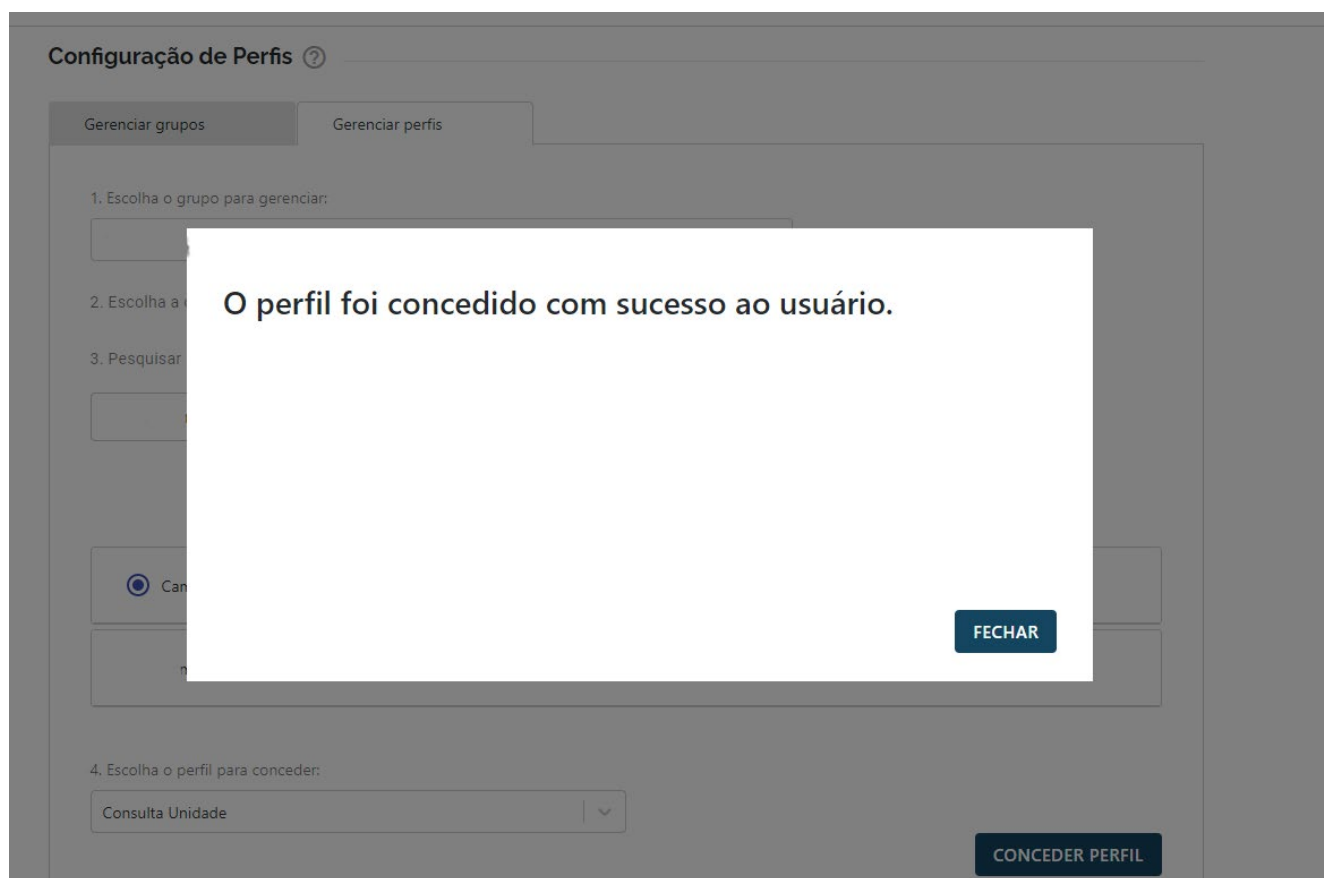 Configuração de Perfis ?
Gerenciar grupos
Gerenciar perfis
1. Escolha o grupo para gerenciar:
2. Escolha a
O perfil foi concedido com sucesso ao usuário.
3. Pesquisar
FECHAR
4. Escolha o perfil para conceder:
Consulta Unidade
CONCEDER PERFIL